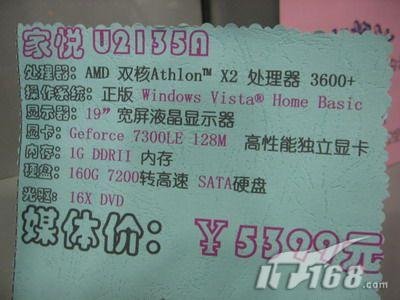 家悦 U2135A
处理器: AMD 双核Athlon™ X2 处理器 3600+
操作系统: 正版 Windows Vista® Home Basic
显示器: 19”宽屏液晶显示器
显卡: Geforce 7300LE 128M 高性能独立显卡
内存: 1G DDRII 内存
硬盘: 160G 7200转高速 SATA硬盘
光驱: 16X DVD
媒体价: ¥5399元
IT168.com